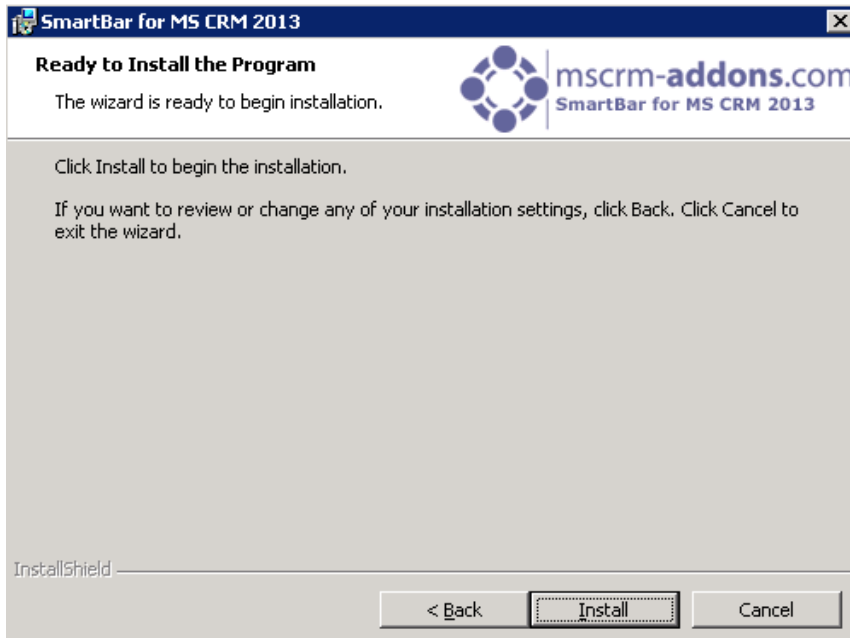 SmartBar for MS CRM 2013
Ready to Install the Program
The wizard is ready to begin installation.
mscrm-addons.com
SmartBar for MS CRM 2013
Click Install to begin the installation.
If you want to review or change any of your installation settings, click Back. Click Cancel to
exit the wizard.
InstallShield
< Back
Install
Cancel